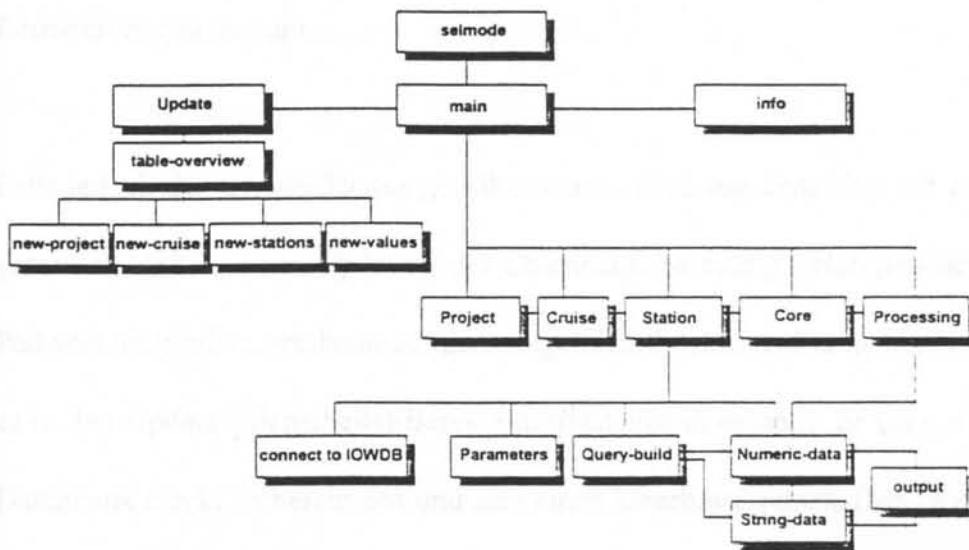 selmode
Update
main
info
table-overview
new-project
new-cruise
new-stations
new-values
Project
Cruise
Station
Core
Processing
connect to IOWDB
Parameters
Query-build
Numeric-data
output
String-data